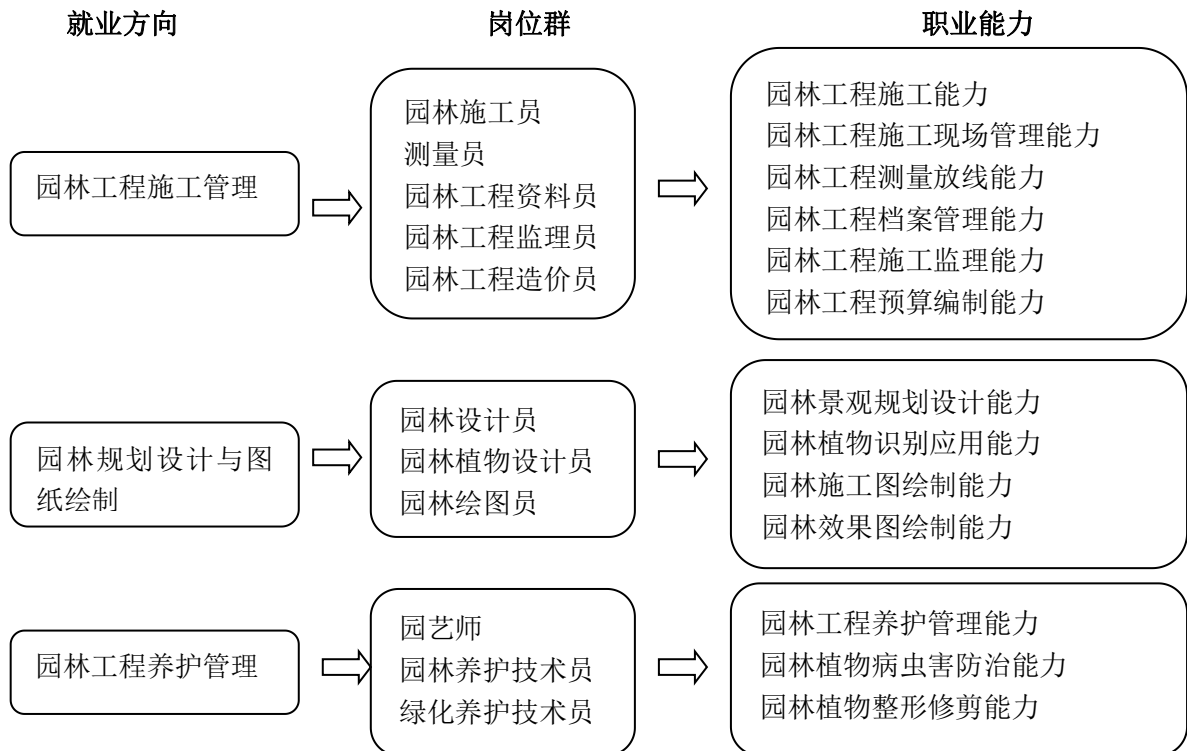 就业方向 岗位群 职业能力
园林工程施工管理
园林施工员
测量员
园林工程资料员
园林工程监理员
园林工程造价员
园林工程施工能力
园林工程施工现场管理能力
园林工程测量放线能力
园林工程档案管理能力
园林工程施工监理能力
园林工程预算编制能力
园林规划设计与图
纸绘制
园林设计员
园林植物设计员
园林绘图员
园林景观规划设计能力
园林植物识别应用能力
园林施工图绘制能力
园林效果图绘制能力
园林工程养护管理
园艺师
园林养护技术员
绿化养护技术员
园林工程养护管理能力
园林植物病虫害防治能力
园林植物整形修剪能力